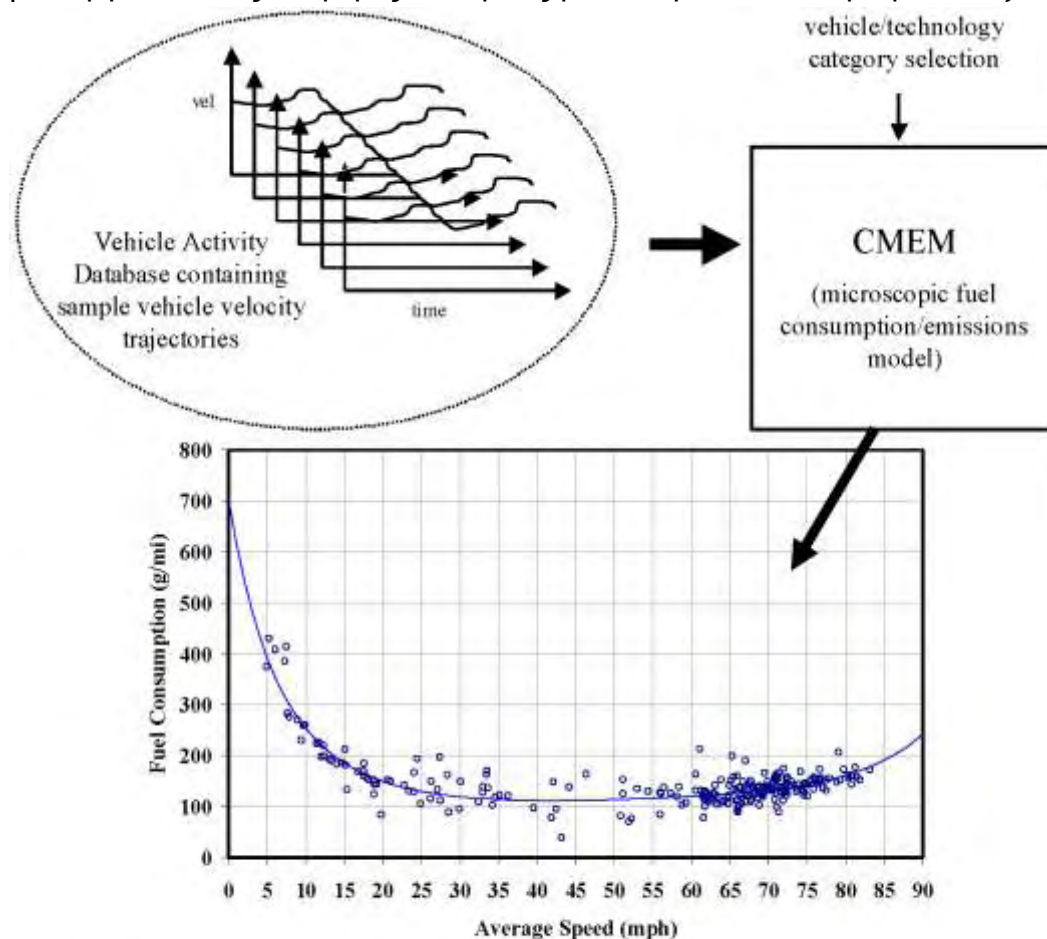 vehicle/technology
category selection
vel
Vehicle Activity
Database containing
sample vehicle velocity
trajectories
time
CMEM
(microscopic fuel
consumption/emissions
model)
800
700
600
500
400
300
200
100
0
Fuel Consumption (g/mi)
0 5 10 15 20 25 30 35 40 45 50 55 60 65 70 75 80 85 90
Average Speed (mph)